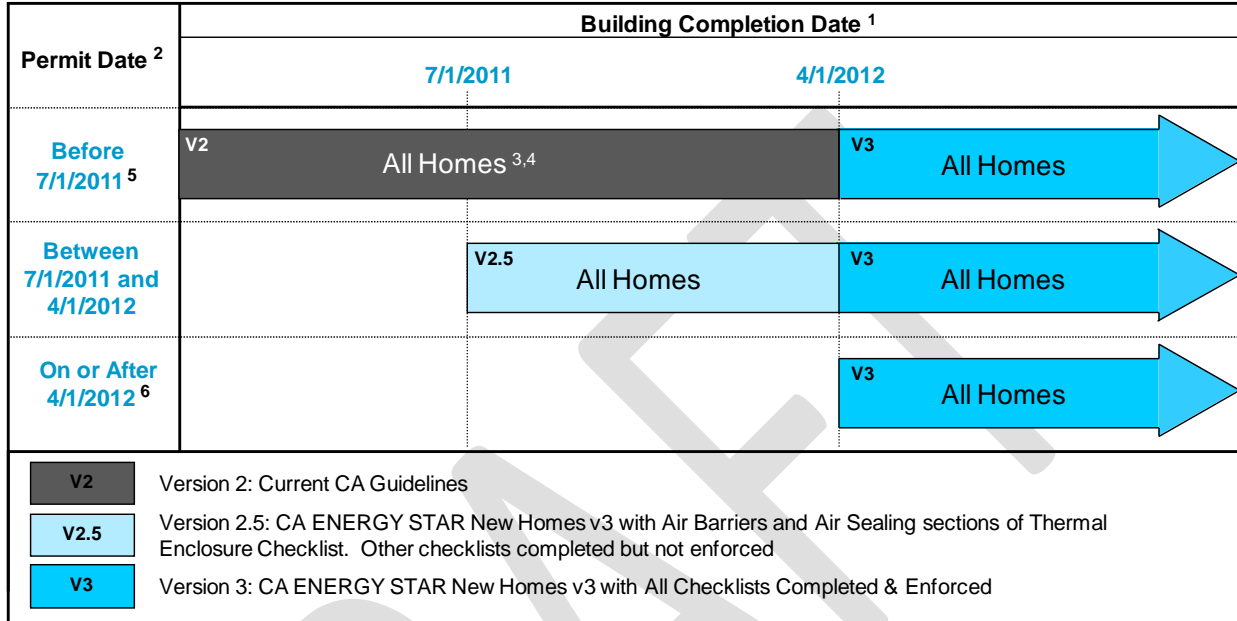 Building Completion Date 1
Permit Date 2
7/1/2011 4/1/2012
Before
7/1/2011 5
V2
All Homes 3,4
V3
All Homes
Between
7/1/2011 and
4/1/2012
V2.5
All Homes
V3
All Homes
On or After
4/1/2012 6
V3
All Homes
V2 Version 2: Current CA Guidelines
V2.5 Version 2.5: CA ENERGY STAR New Homes v3 with Air Barriers and Air Sealing sections of Thermal
Enclosure Checklist. Other checklists completed but not enforced
V3 Version 3: CA ENERGY STAR New Homes v3 with All Checklists Completed & Enforced